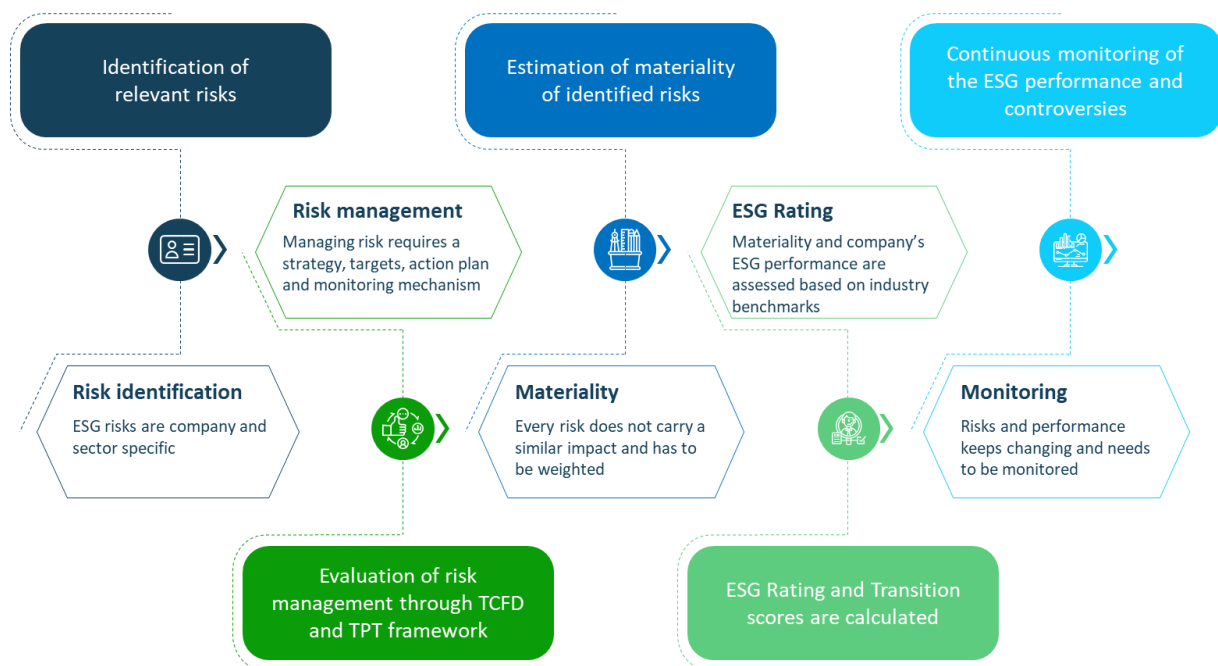 Identification of
relevant risks
Estimation of materiality
of identified risks
Continuous monitoring of
the ESG performance and
controversies
Risk management
Managing risk requires a
strategy, targets, action plan
and monitoring mechanism
ESG Rating
Materiality and company's
ESG performance are
assessed based on industry
benchmarks
Risk identification
ESG risks are company and
sector specific
Materiality
Every risk does not carry a
similar impact and has to
be weighted
Monitoring
Risks and performance
keeps changing and needs
to be monitored
Evaluation of risk
management through TCFD
and TPT framework
ESG Rating and Transition
scores are calculated